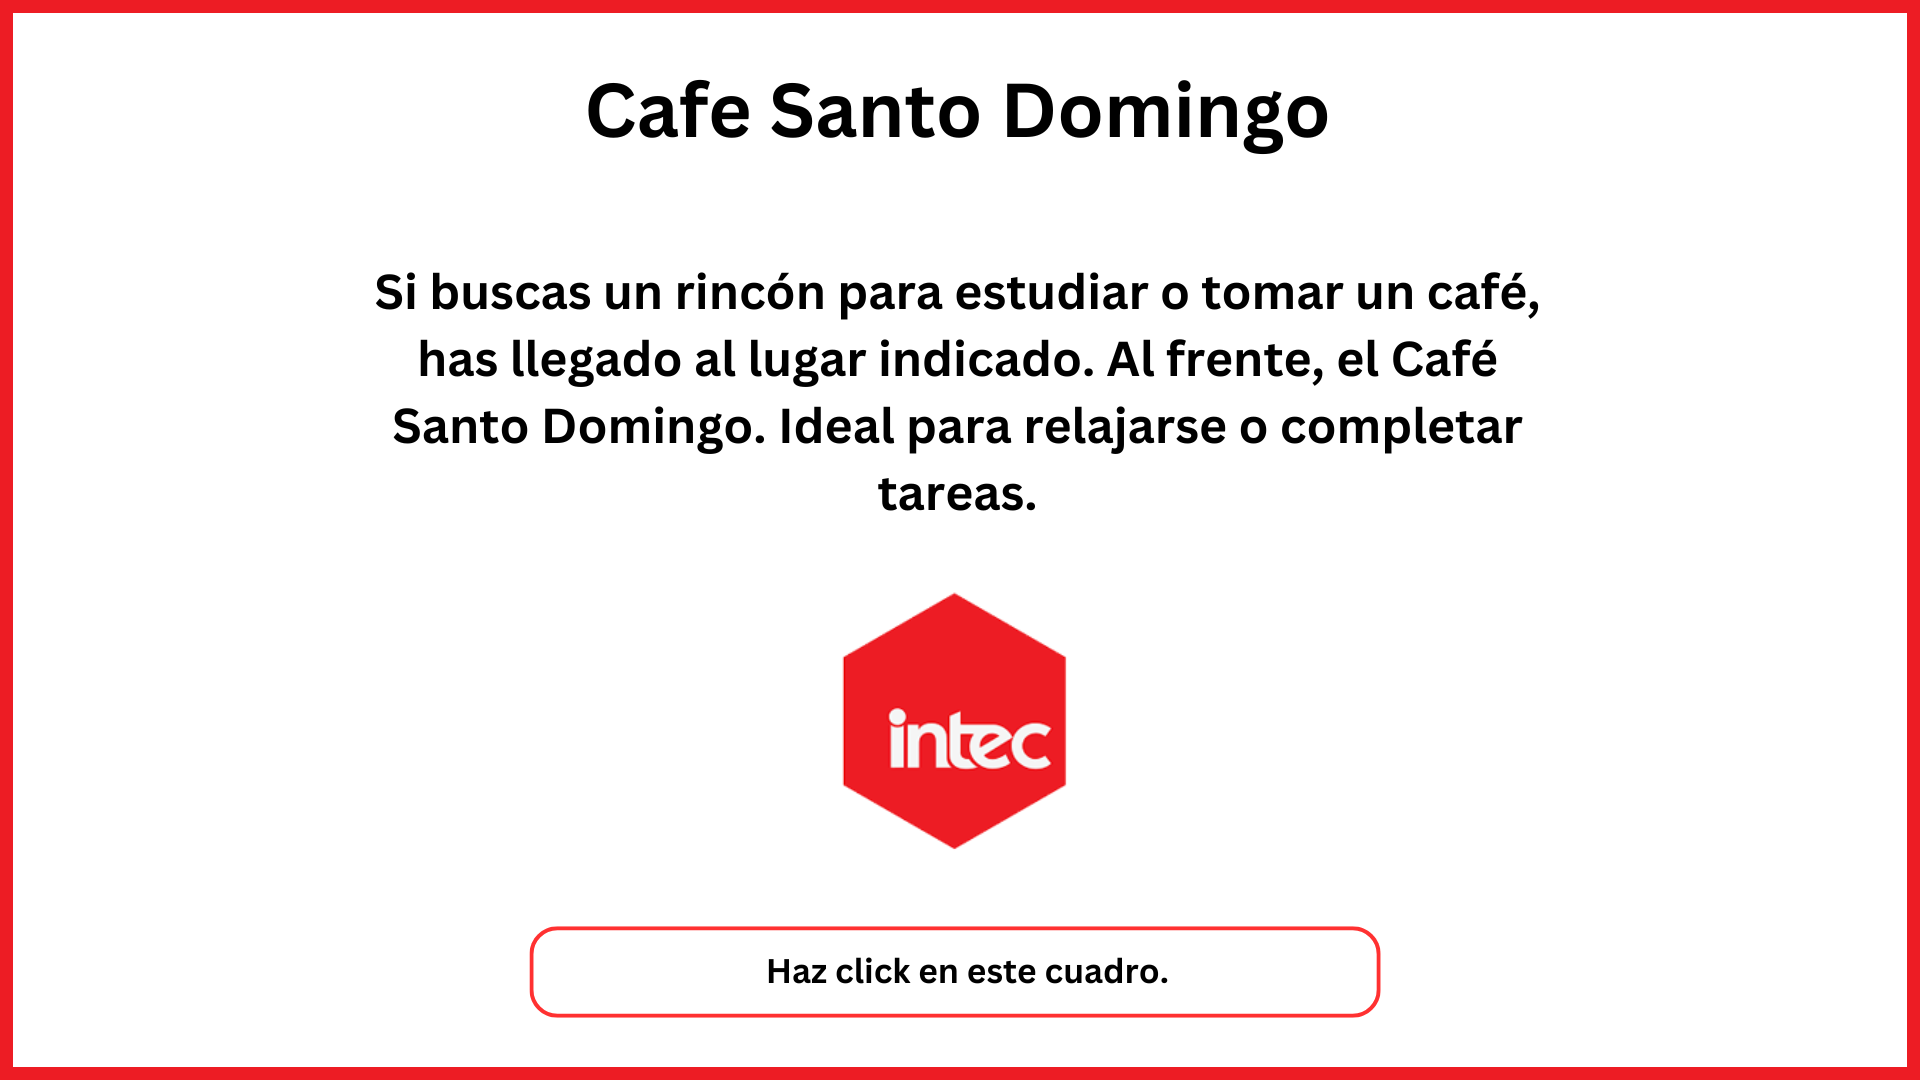 Cafe Santo Domingo
Si buscas un rincón para estudiar o tomar un café,
has llegado al lugar indicado. Al frente, el Café
Santo Domingo. Ideal para relajarse o completar
tareas.
intec
Haz click en este cuadro.